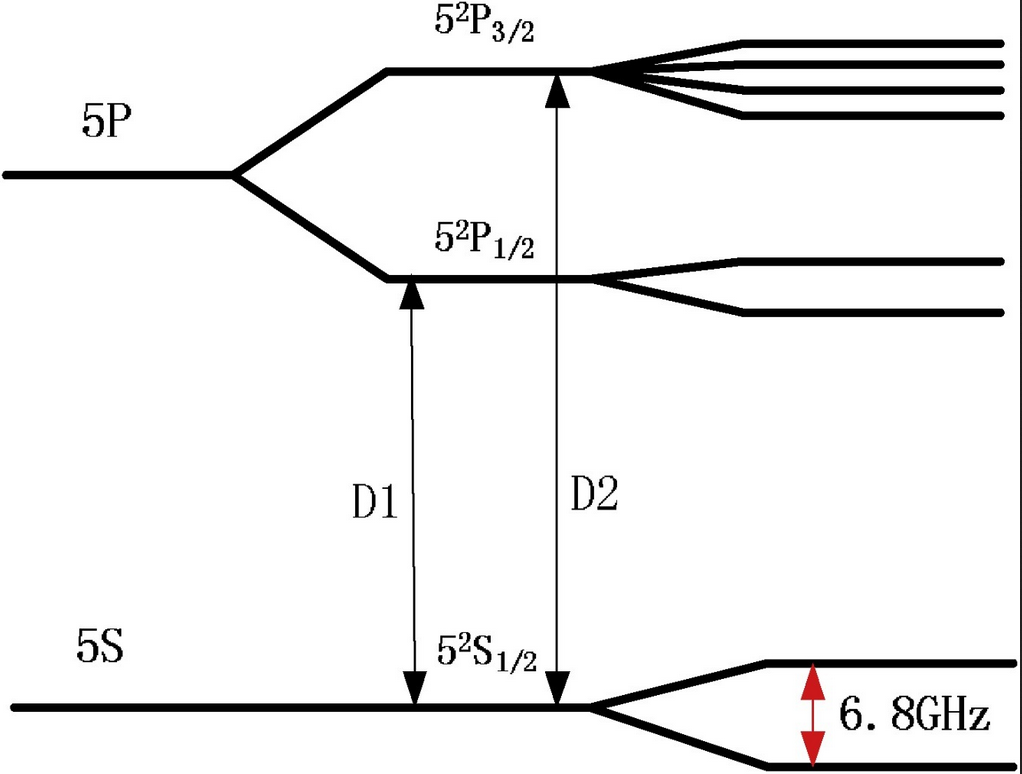 5²P₃/₂
5P
5²P₁/₂
D1
D2
5S
5²S₁/₂
6.8GHz